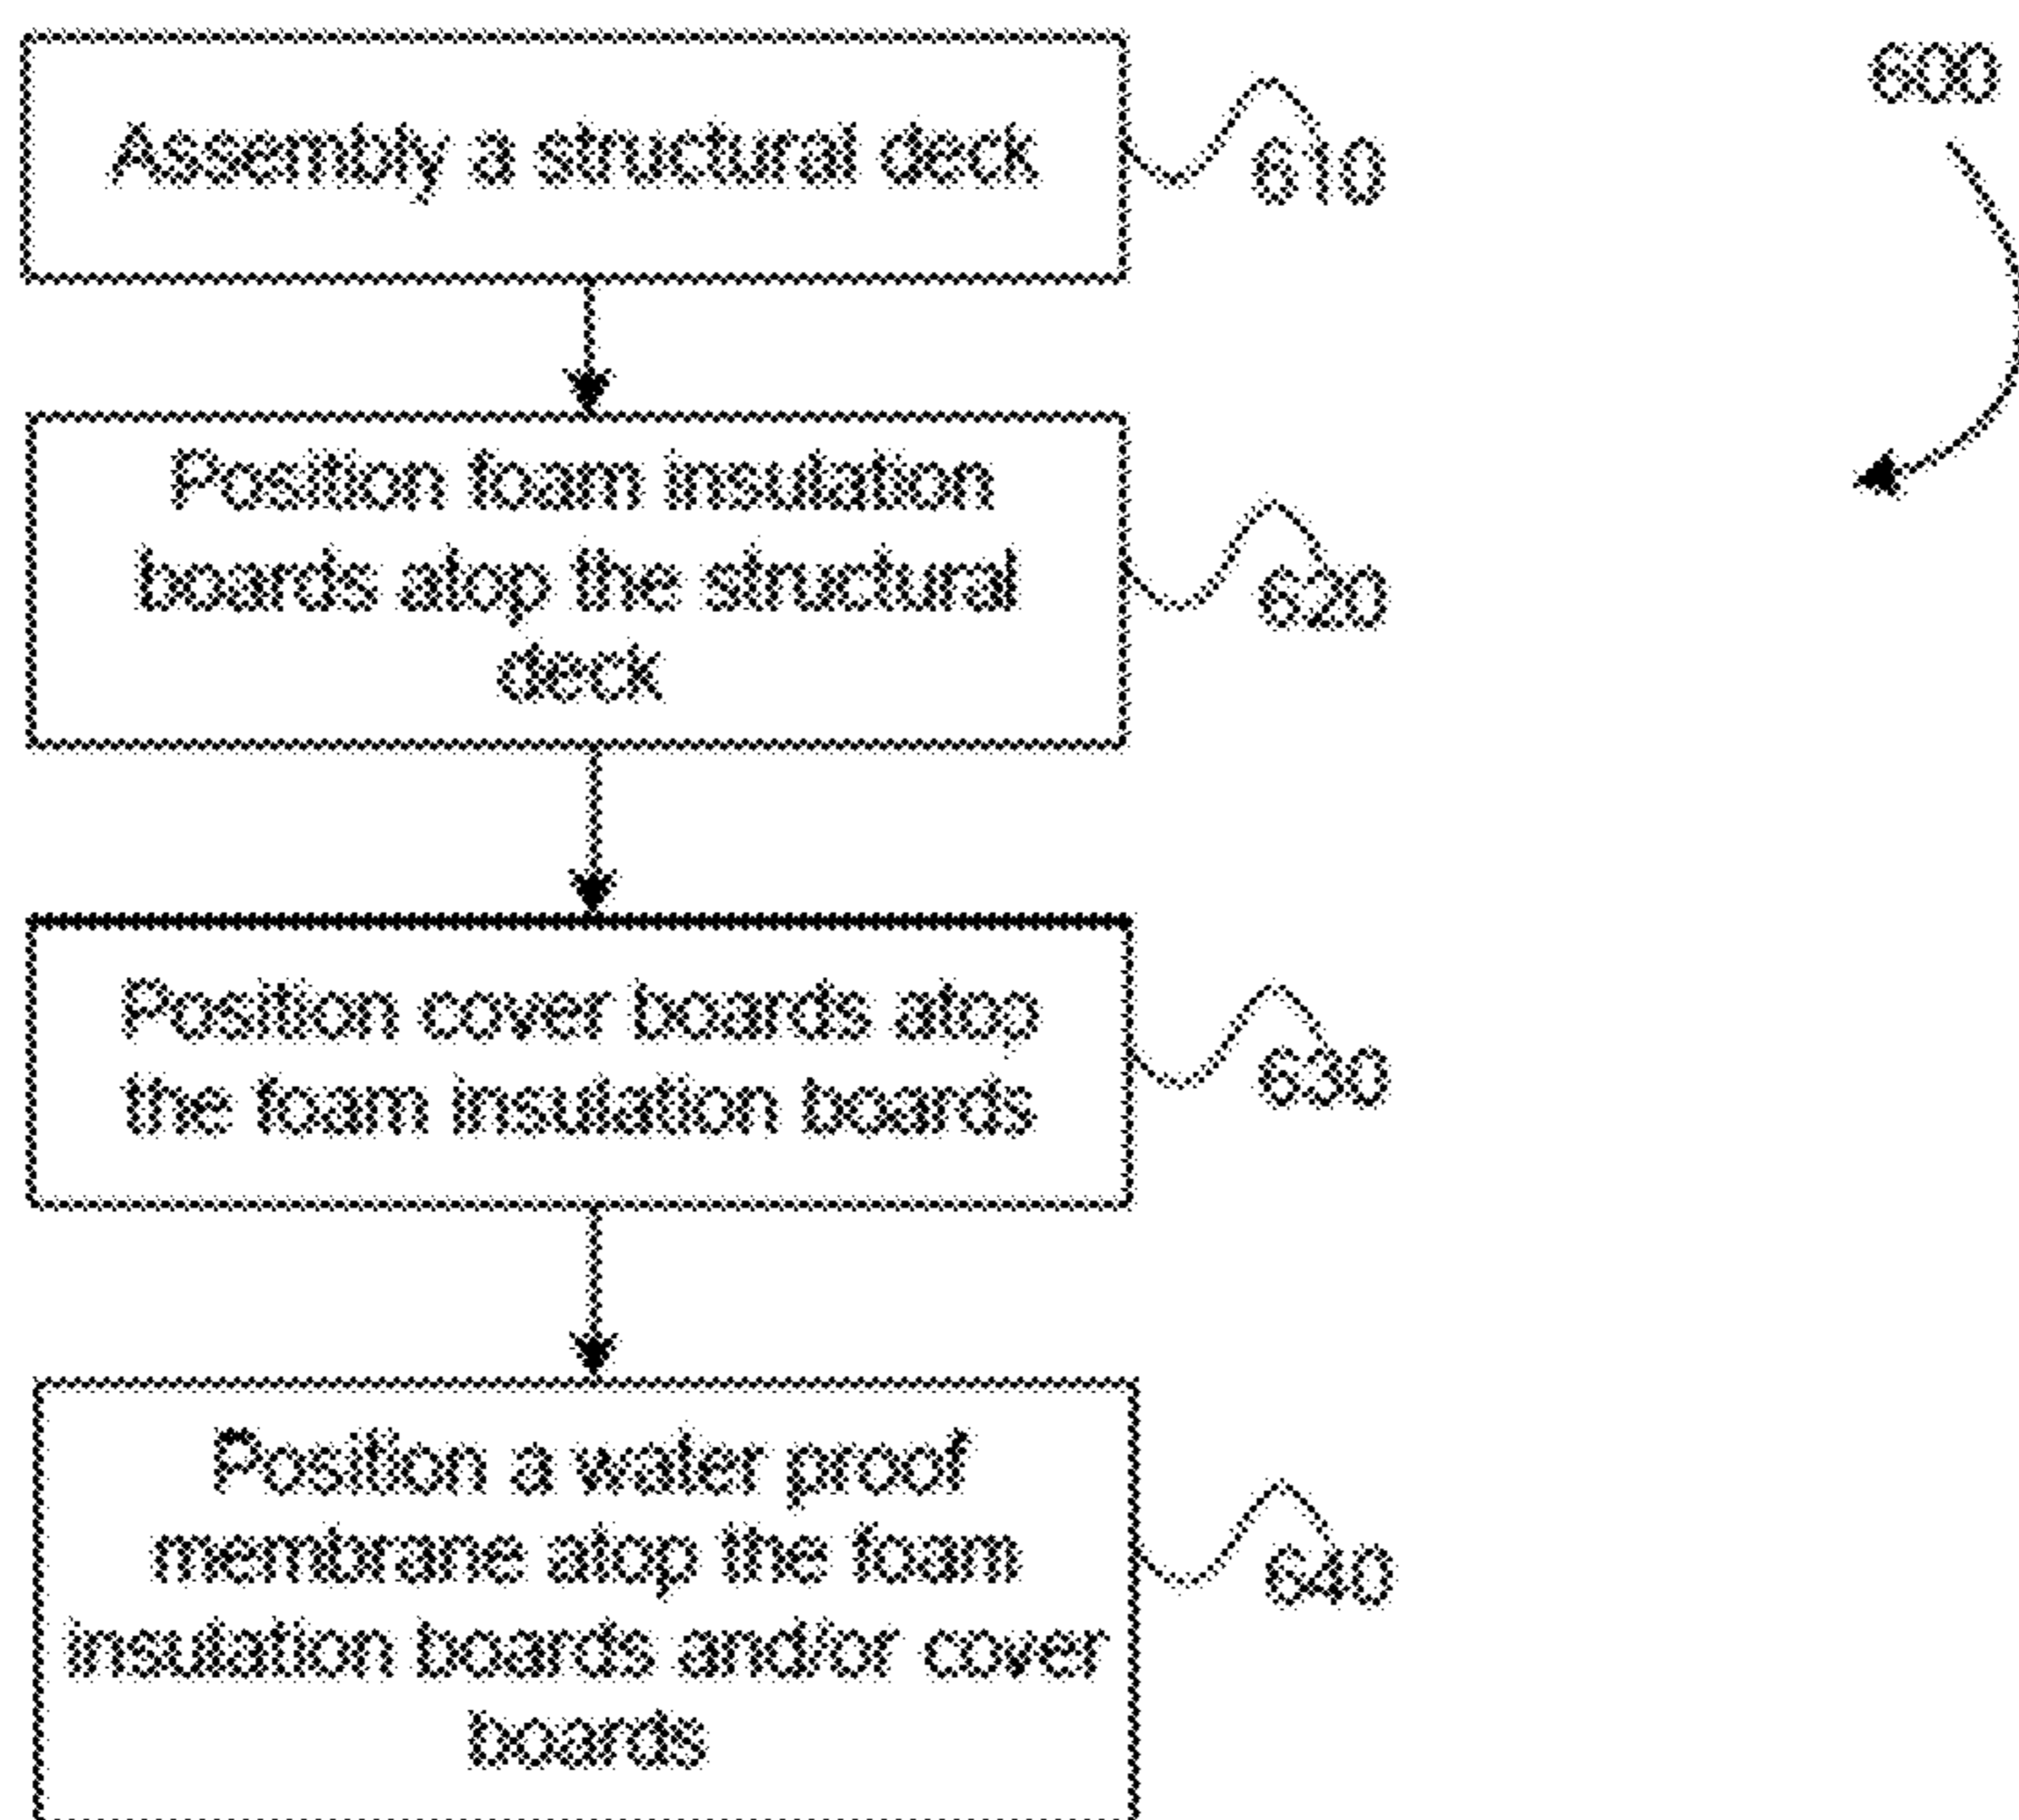 Assembly a structural deck
610
600
Position foam insulation
boards atop the structural
deck
620
Position cover boards atop
the foam insulation boards
630
Position a water proof
membrane atop the foam
insulation boards and/or cover
boards
640